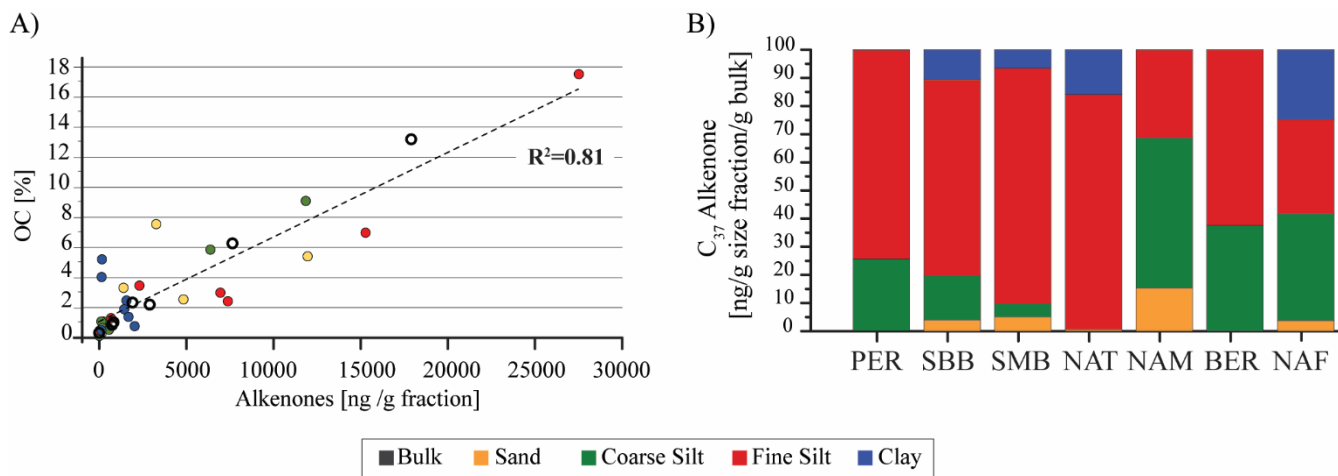 A)
18
16
14
12
10
8
6
4
2
0
OC [%]
R²=0.81
0 5000 10000 15000 20000 25000 30000
Alkenones [ng /g fraction]
B)
C₃₇ Alkenone
[ng/g size fraction/g bulk]
100
90
80
70
60
50
40
30
20
10
0
PER SBB SMB NAT NAM BER NAF
Bulk Sand Coarse Silt Fine Silt Clay